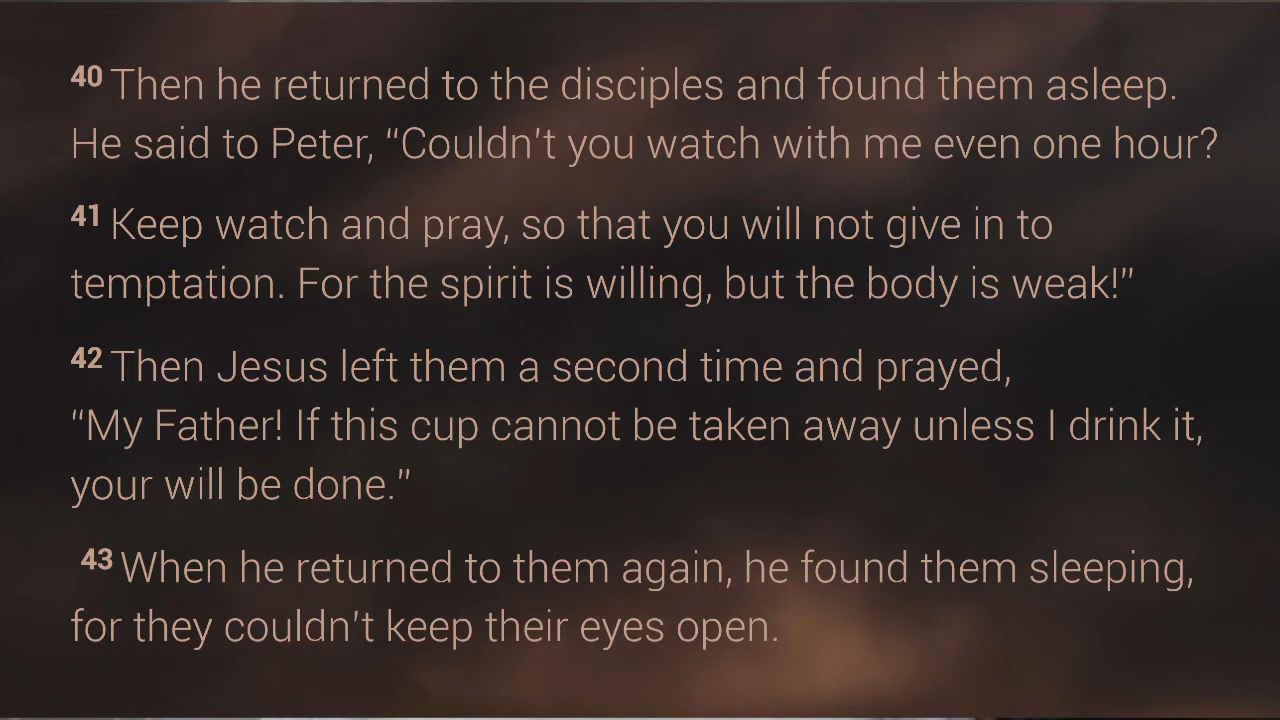 40 Then he returned to the disciples and found them asleep.
He said to Peter, “Couldn’t you watch with me even one hour?
41 Keep watch and pray, so that you will not give in to
temptation. For the spirit is willing, but the body is weak!”
42 Then Jesus left them a second time and prayed,
“My Father! If this cup cannot be taken away unless I drink it,
your will be done.”
43 When he returned to them again, he found them sleeping,
for they couldn’t keep their eyes open.